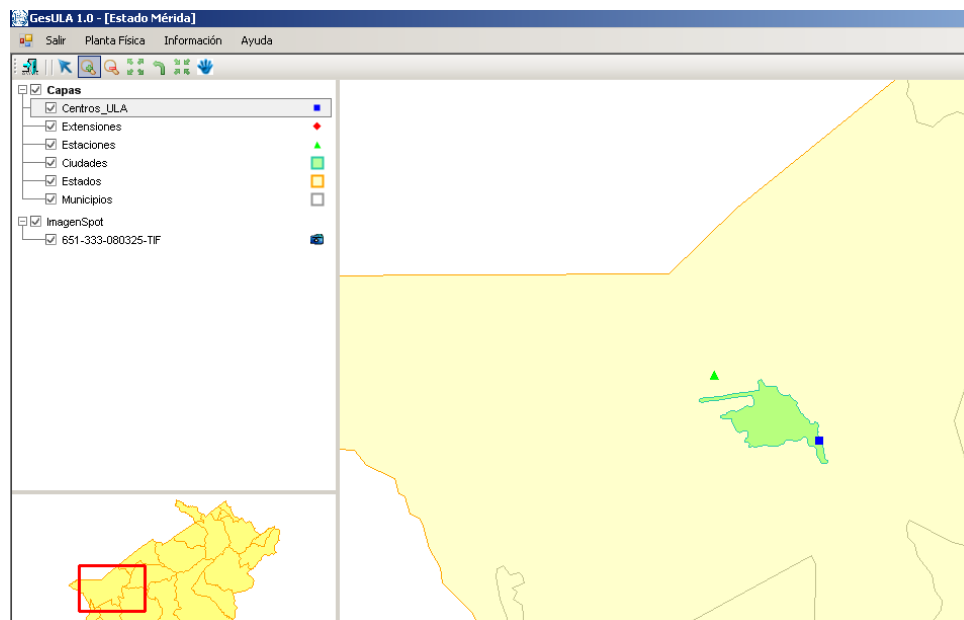 GesULA 1.0 - [Estado Mérida]
Salir Planta Física Información Ayuda
Capas
Centros_ULA
Extensiones
Estaciones
Ciudades
Estados
Municipios
ImagenSpot
651-333-080325-TIF